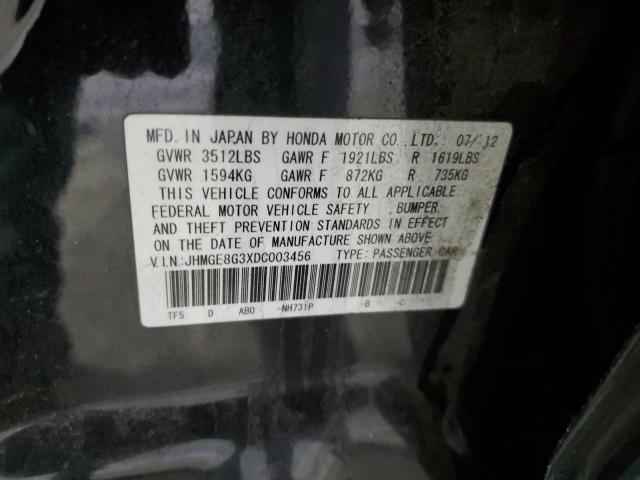 MFD. IN JAPAN BY HONDA MOTOR CO.,LTD. 07/12
GVWR 3512LBS GAWR F 1921LBS R 1619LBS
GVWR 1594KG GAWR F 872KG R 735KG
THIS VEHICLE CONFORMS TO ALL APPLICABLE
FEDERAL MOTOR VEHICLE SAFETY ,BUMPER,
AND THEFT PREVENTION STANDARDS IN EFFECT
ON THE DATE OF MANUFACTURE SHOWN ABOVE.
V.I.N.:JHMGE8G3XDC003456 TYPE: PASSENGER CAR
TF5 D AB0 -NH731P -B -C